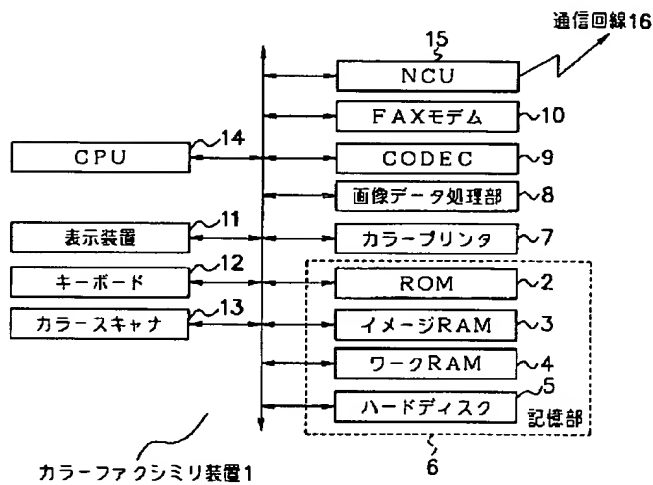 通信回線16
15
NCU
FAXモデム
10
14
CPU
CODEC
9
画像データ処理部
8
11
表示装置
カラープリンタ
7
12
キーボード
ROM
2
13
カラースキャナ
イメージRAM
3
ワークRAM
4
5
ハードディスク
記憶部
6
カラーファクシミリ装置1